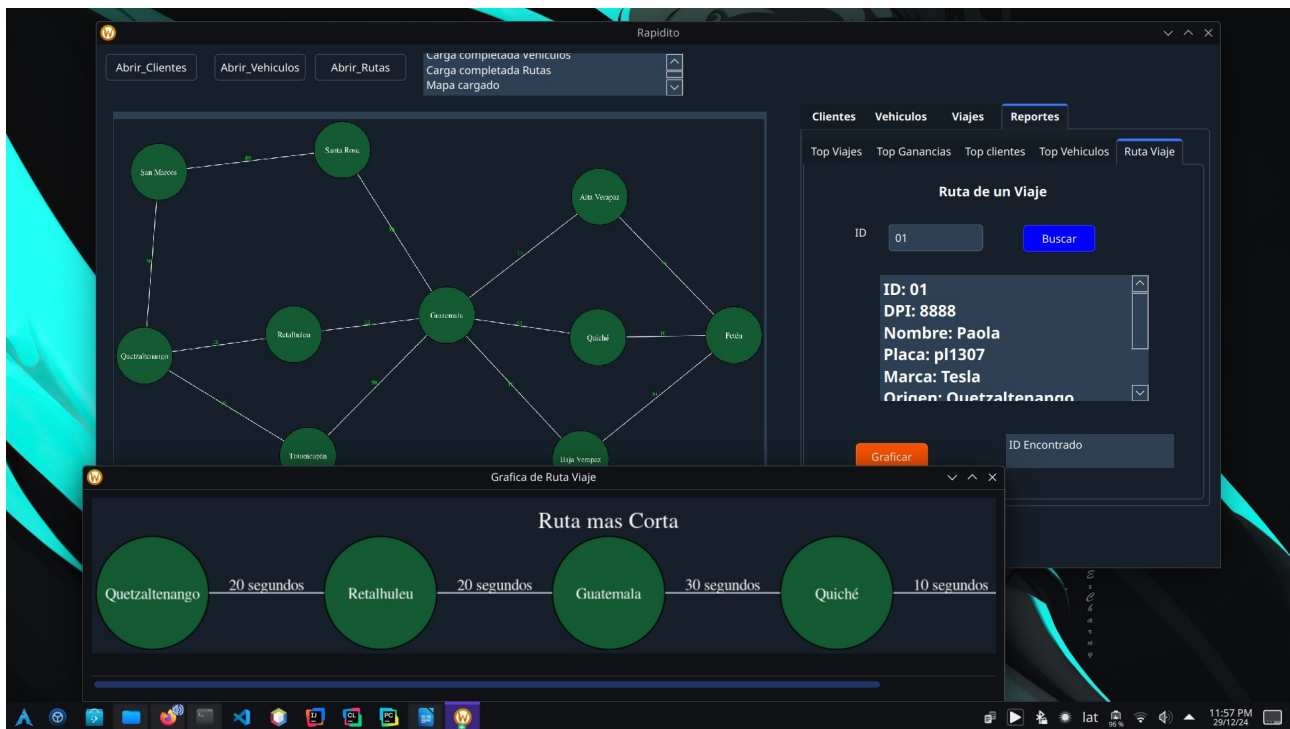 Rapidito
Abrir_Clientes
Abrir_Vehiculos
Abrir_Rutas
Carga completada Vehiculos
Carga completada Rutas
Mapa cargado
Clientes Vehiculos Viajes Reportes
Top Viajes Top Ganancias Top clientes Top Vehiculos Ruta Viaje
Ruta de un Viaje
ID
01
Buscar
ID: 01
DPI: 8888
Nombre: Paola
Placa: pl1307
Marca: Tesla
Origen: Quetzaltenango
Graficar
ID Encontrado
Santa Rosa
San Marcos
Alta Verapaz
Guatemala
Retalhuleu
Quiché
Petén
Quetzaltenango
Totonicapán
Baja Verapaz
Grafica de Ruta Viaje
Ruta mas Corta
Quetzaltenango
20 segundos
Retalhuleu
20 segundos
Guatemala
30 segundos
Quiché
10 segundos
lat
96 %
11:57 PM
29/12/24